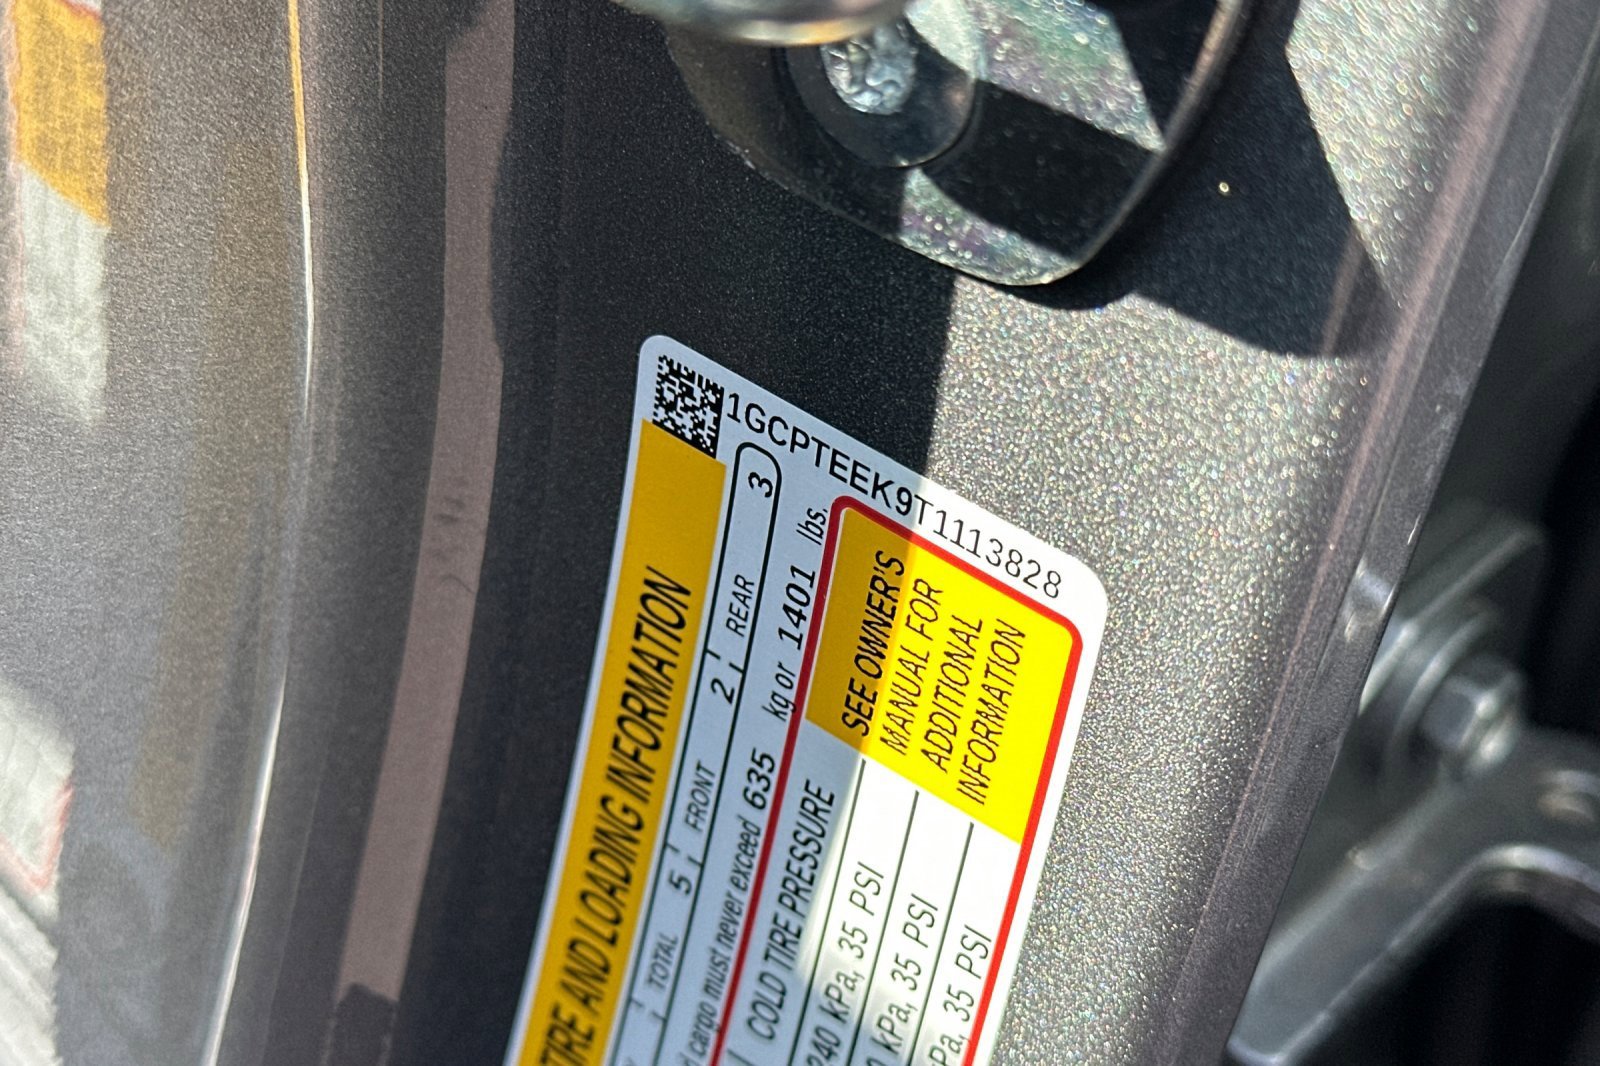 1GCPTEEK9T1113828
TIRE AND LOADING INFORMATION
TOTAL 5 FRONT 2 REAR 3
cargo must never exceed 635 kg or 1401 lbs.
COLD TIRE PRESSURE
240 kPa, 35 PSI
kPa, 35 PSI
kPa, 35 PSI
SEE OWNER'S
MANUAL FOR
ADDITIONAL
INFORMATION